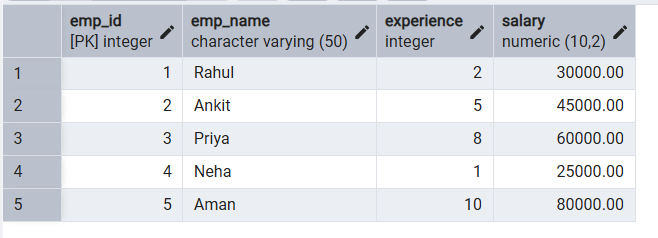 emp_id emp_name experience salary
[PK] integer character varying (50) integer numeric (10,2)
1 1 Rahul 2 30000.00
2 2 Ankit 5 45000.00
3 3 Priya 8 60000.00
4 4 Neha 1 25000.00
5 5 Aman 10 80000.00